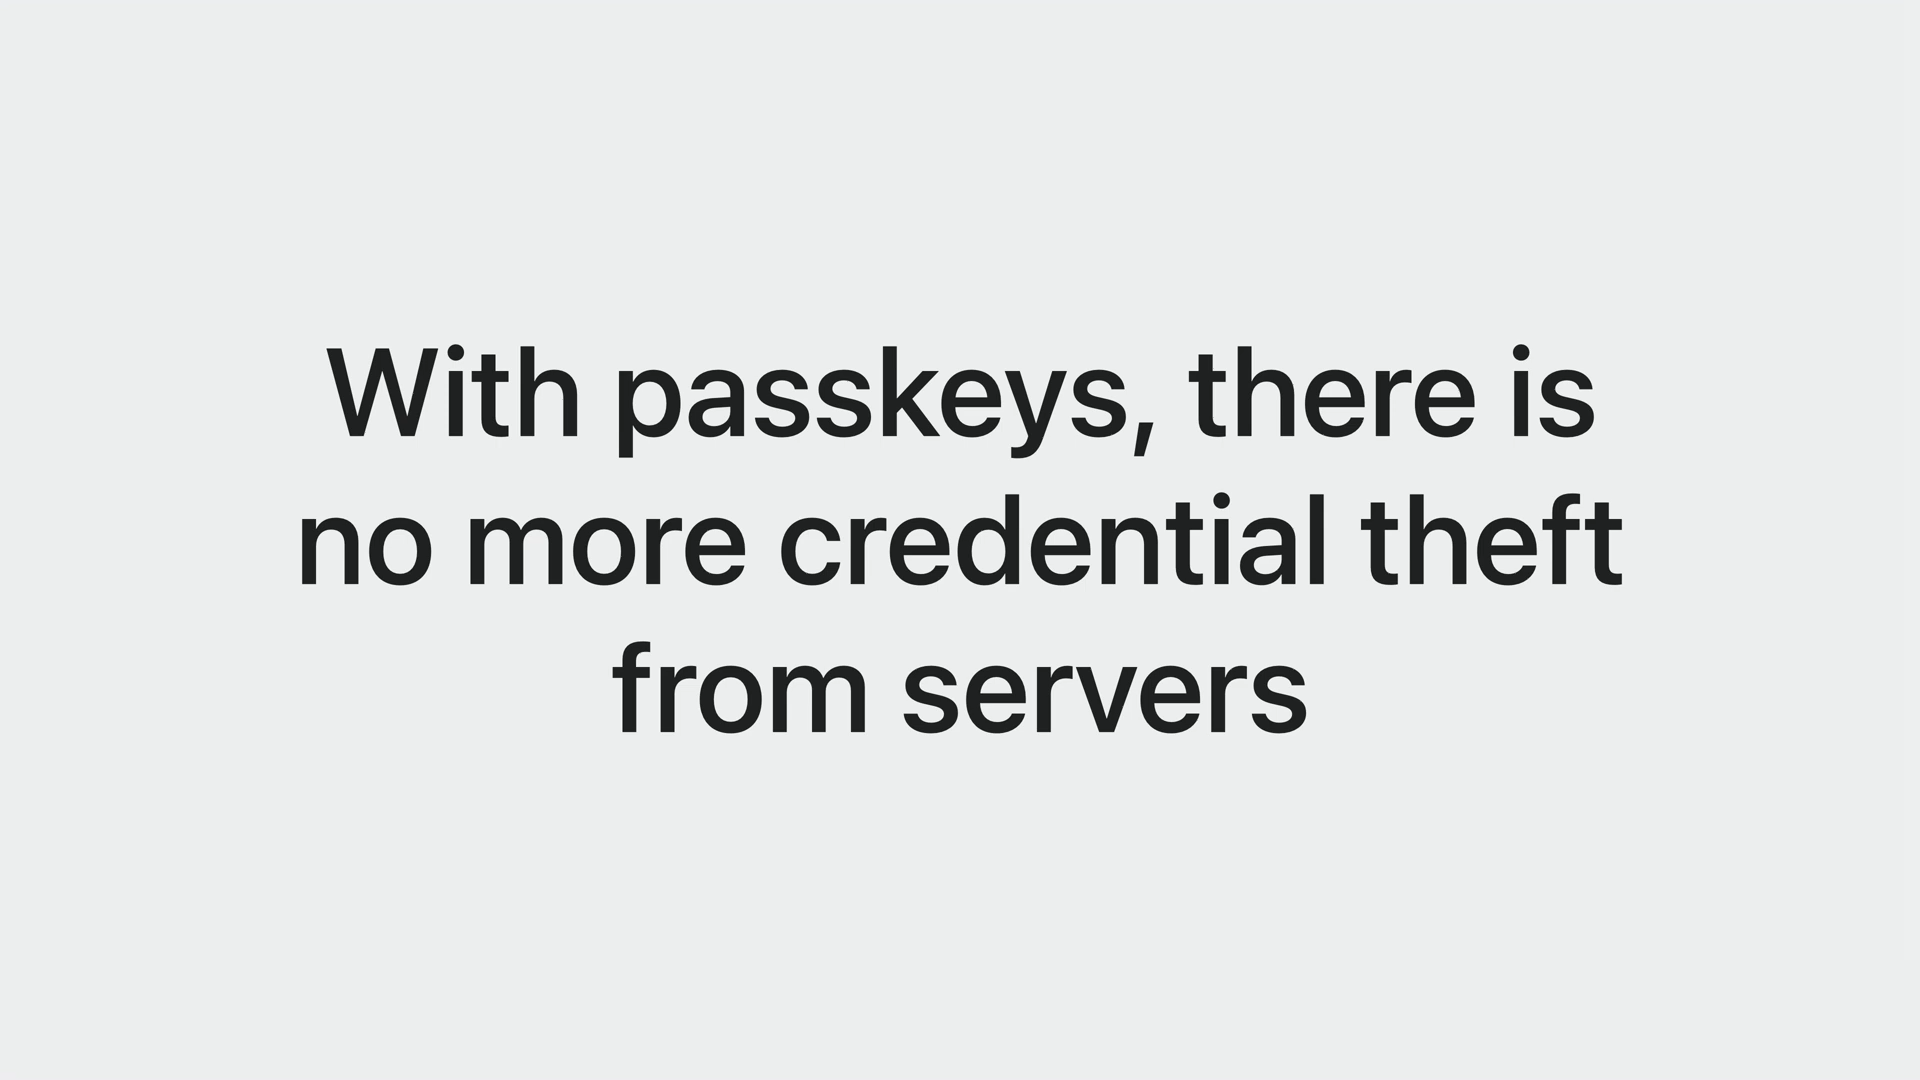 With passkeys, there is
no more credential theft
from servers